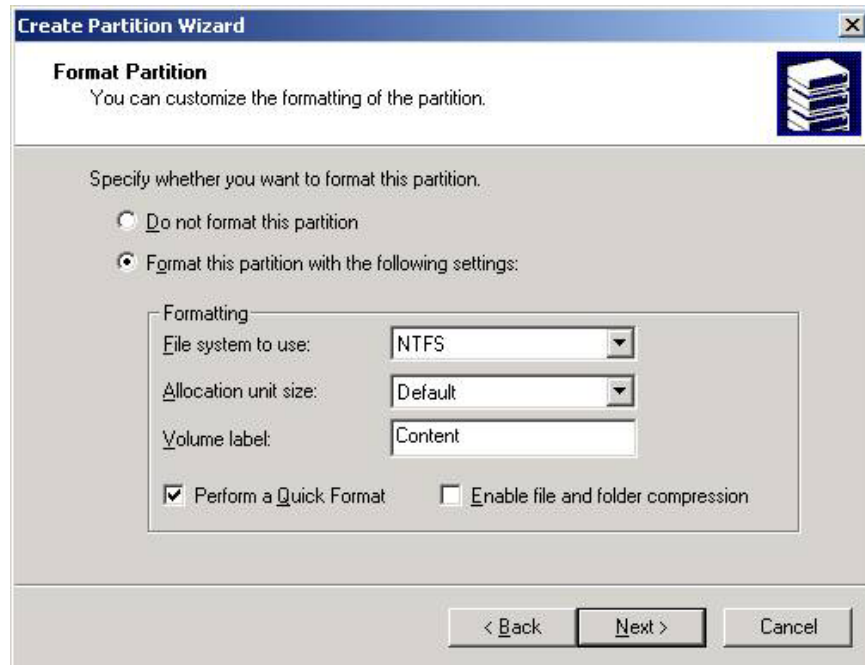 Create Partition Wizard
Format Partition
You can customize the formatting of the partition.
Specify whether you want to format this partition.
Do not format this partition
Format this partition with the following settings:
Formatting
File system to use: NTFS
Allocation unit size: Default
Volume label: Content
Perform a Quick Format Enable file and folder compression
< Back Next > Cancel